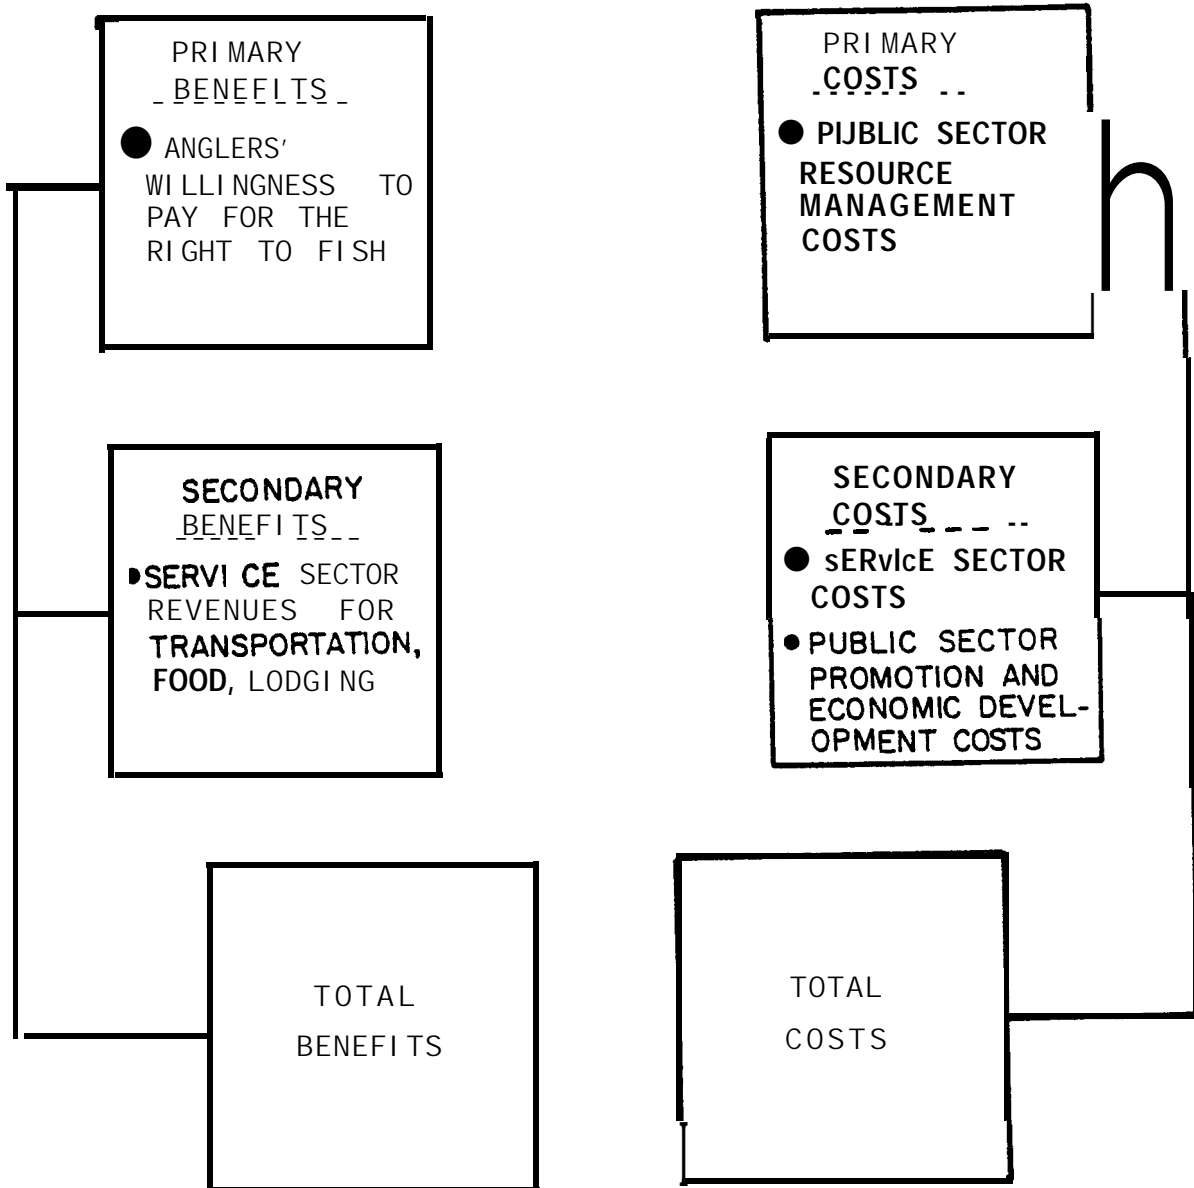 PRIMARY
BENEFITS
● ANGLERS'
WILLINGNESS TO
PAY FOR THE
RIGHT TO FISH
PRIMARY
COSTS
● PIJBLIC SECTOR
RESOURCE
MANAGEMENT
COSTS
SECONDARY
BENEFITS
● SERVICE SECTOR
REVENUES FOR
TRANSPORTATION,
FOOD, LODGING
SECONDARY
COSTS
● sERvIcE SECTOR
COSTS
● PUBLIC SECTOR
PROMOTION AND
ECONOMIC DEVEL-
OPMENT COSTS
TOTAL
BENEFITS
TOTAL
COSTS